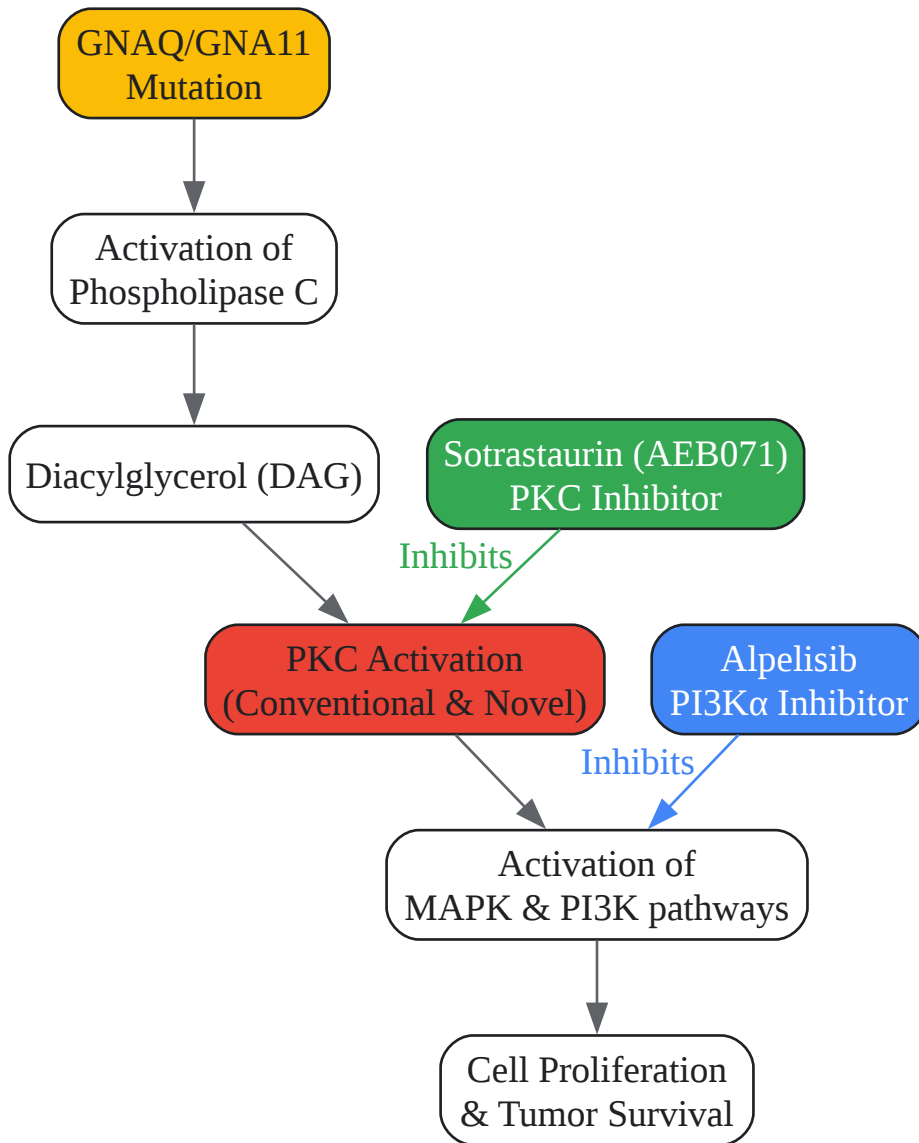 GNAQ/GNA11
Mutation
Activation of
Phospholipase C
Diacylglycerol (DAG)
Sotrastaurin (AEB071)
PKC Inhibitor
Inhibits
PKC Activation
(Conventional & Novel)
Alpelisib
PI3Kα Inhibitor
Inhibits
Activation of
MAPK & PI3K pathways
Cell Proliferation
& Tumor Survival